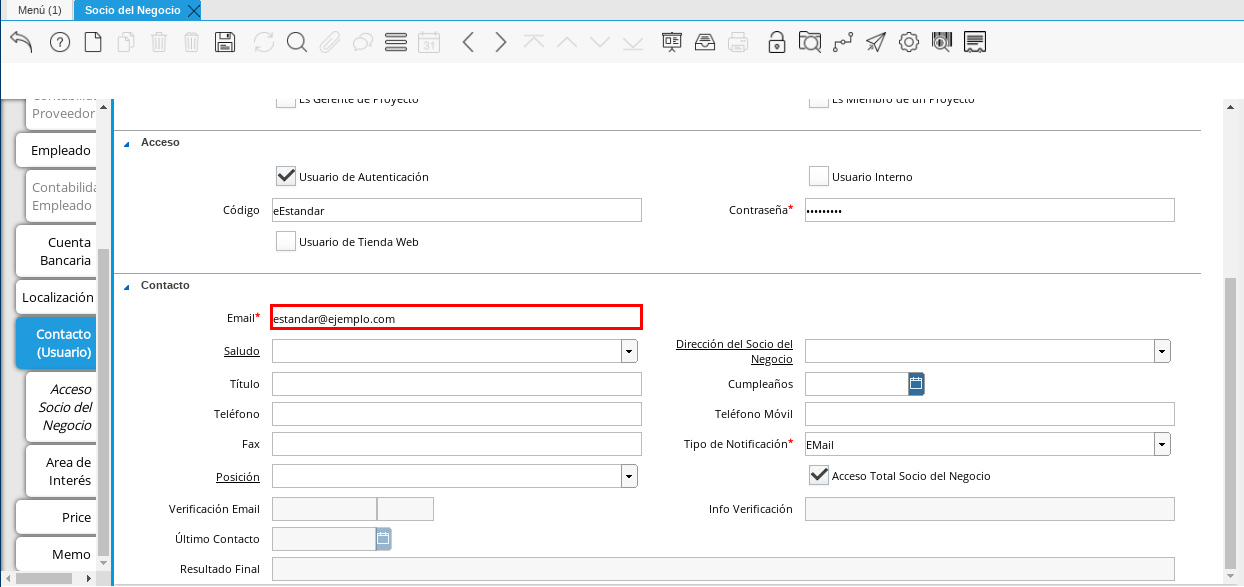 Menú (1)
Socio del Negocio
31
Contabilidad
Proveedor
Es Gerente de Proyecto
Es Miembro de un Proyecto
Empleado
Acceso
Contabilida
Empleado
Usuario de Autenticación
Usuario Interno
Código
eEstandar
Contraseña*
•••••••••
Usuario de Tienda Web
Cuenta
Bancaria
Contacto
Localización
Email*
estandar@ejemplo.com
Contacto
(Usuario)
Saludo
Dirección del Socio del
Negocio
Título
Cumpleaños
Acceso
Socio del
Negocio
Teléfono
Teléfono Móvil
Fax
Tipo de Notificación*
EMail
Area de
Interés
Posición
Acceso Total Socio del Negocio
Price
Verificación Email
Info Verificación
Memo
Último Contacto
Resultado Final